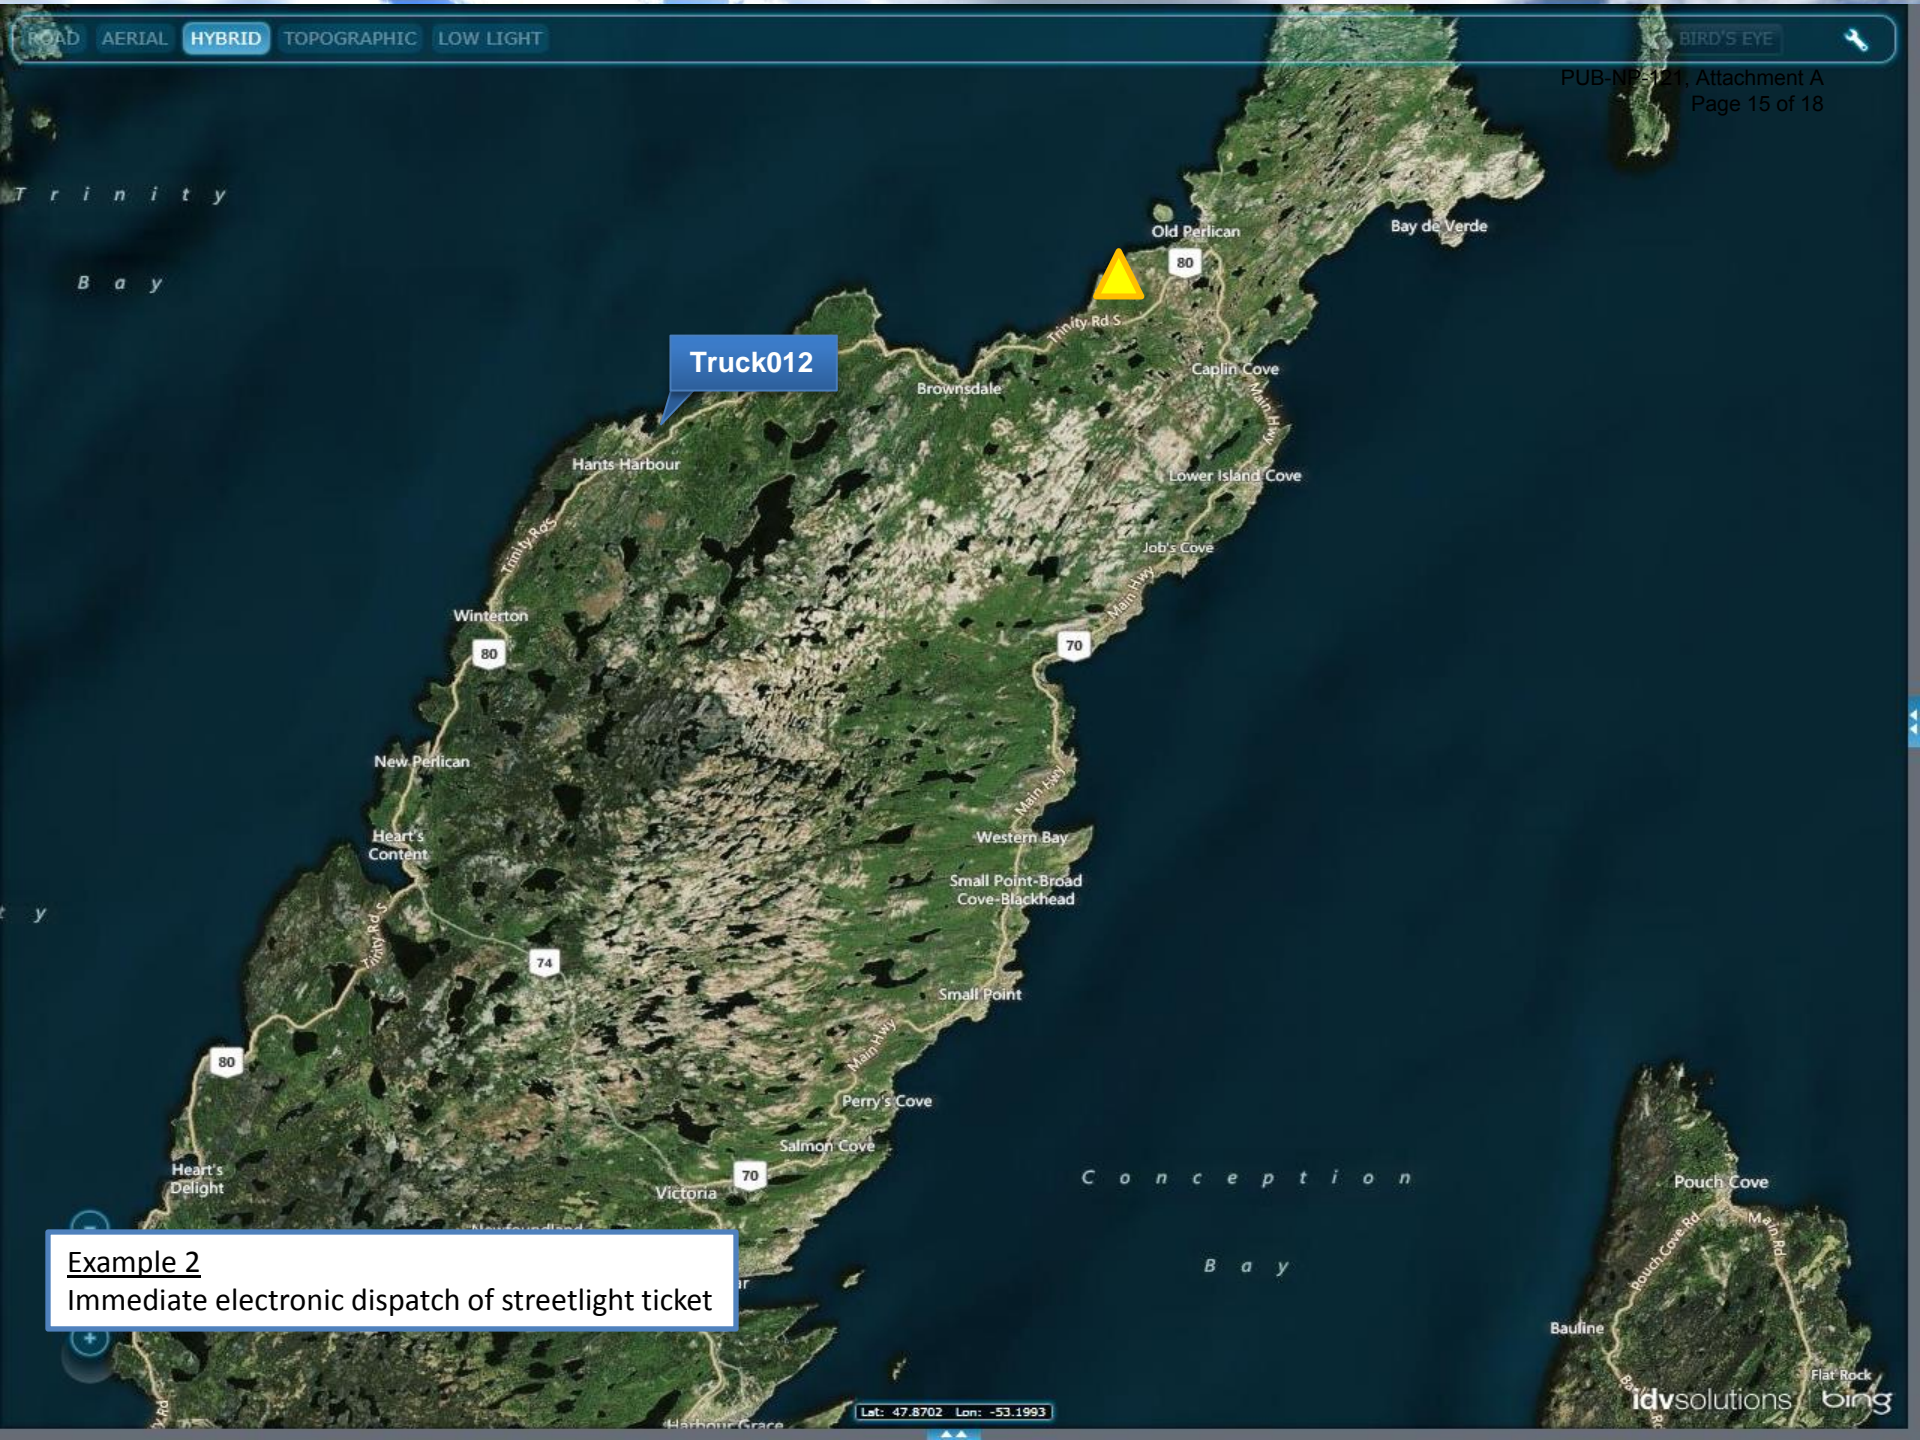 ROAD AERIAL HYBRID TOPOGRAPHIC LOW LIGHT BIRD'S EYE
PUB-NP-121, Attachment A
Page 15 of 18
Trinity
Bay
Old Perlican
Bay de Verde
80
Trinity Rd S
Truck012
Caplin Cove
Brownsdale
Main Hwy
Hants Harbour
Lower Island Cove
Trinity Rd S
Job's Cove
Main Hwy
Winterton
80
70
New Perlican
Main Hwy
Heart's
Content
Western Bay
Small Point-Broad
Cove-Blackhead
t y
Trinity Rd S
74
Small Point
Main Hwy
80
Perry's Cove
Salmon Cove
Heart's
Delight
70
Victoria
Conception
Bay
Pouch Cove
Main Rd
Pouch Cove Rd
Newfoundland
Example 2
Immediate electronic dispatch of streetlight ticket
ar
Bauline
Flat Rock
Harbour Grace
Lat: 47.8702 Lon: -53.1993
idvsolutions bing